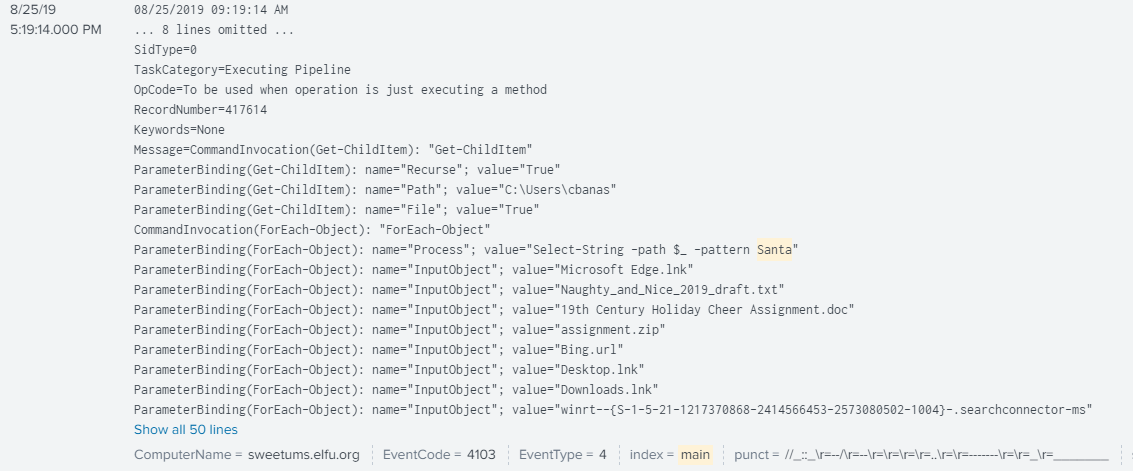 8/25/19 08/25/2019 09:19:14 AM
5:19:14.000 PM ... 8 lines omitted ...
SidType=0
TaskCategory=Executing Pipeline
OpCode=To be used when operation is just executing a method
RecordNumber=417614
Keywords=None
Message=CommandInvocation(Get-ChildItem): "Get-ChildItem"
ParameterBinding(Get-ChildItem): name="Recurse"; value="True"
ParameterBinding(Get-ChildItem): name="Path"; value="C:\Users\cbanas"
ParameterBinding(Get-ChildItem): name="File"; value="True"
CommandInvocation(ForEach-Object): "ForEach-Object"
ParameterBinding(ForEach-Object): name="Process"; value="Select-String -path $_ -pattern Santa"
ParameterBinding(ForEach-Object): name="InputObject"; value="Microsoft Edge.lnk"
ParameterBinding(ForEach-Object): name="InputObject"; value="Naughty_and_Nice_2019_draft.txt"
ParameterBinding(ForEach-Object): name="InputObject"; value="19th Century Holiday Cheer Assignment.doc"
ParameterBinding(ForEach-Object): name="InputObject"; value="assignment.zip"
ParameterBinding(ForEach-Object): name="InputObject"; value="Bing.url"
ParameterBinding(ForEach-Object): name="InputObject"; value="Desktop.lnk"
ParameterBinding(ForEach-Object): name="InputObject"; value="Downloads.lnk"
ParameterBinding(ForEach-Object): name="InputObject"; value="winrt--{S-1-5-21-1217370868-2414566453-2573080502-1004}-.searchconnector-ms"
Show all 50 lines
ComputerName = sweetums.elfu.org EventCode = 4103 EventType = 4 index = main punct = //_::_\r=--/\r=--\r=\r=\r=\r=..\r=\r=-------\r=\r=_\r=________